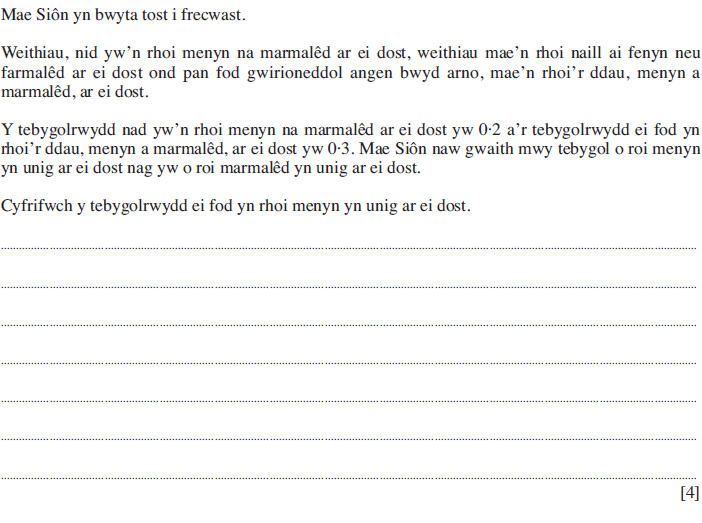 Mae Siôn yn bwyta tost i frecwast.
Weithiau, nid yw'n rhoi menyn na marmalêd ar ei dost, weithiau mae'n rhoi naill ai fenyn neu
farmalêd ar ei dost ond pan fod gwirioneddol angen bwyd arno, mae'n rhoi'r ddau, menyn a
marmalêd, ar ei dost.
Y tebygolrwydd nad yw'n rhoi menyn na marmalêd ar ei dost yw 0·2 a'r tebygolrwydd ei fod yn
rhoi'r ddau, menyn a marmalêd, ar ei dost yw 0·3. Mae Siôn naw gwaith mwy tebygol o roi menyn
yn unig ar ei dost nag yw o roi marmalêd yn unig ar ei dost.
Cyfrifwch y tebygolrwydd ei fod yn rhoi menyn yn unig ar ei dost.
[4]